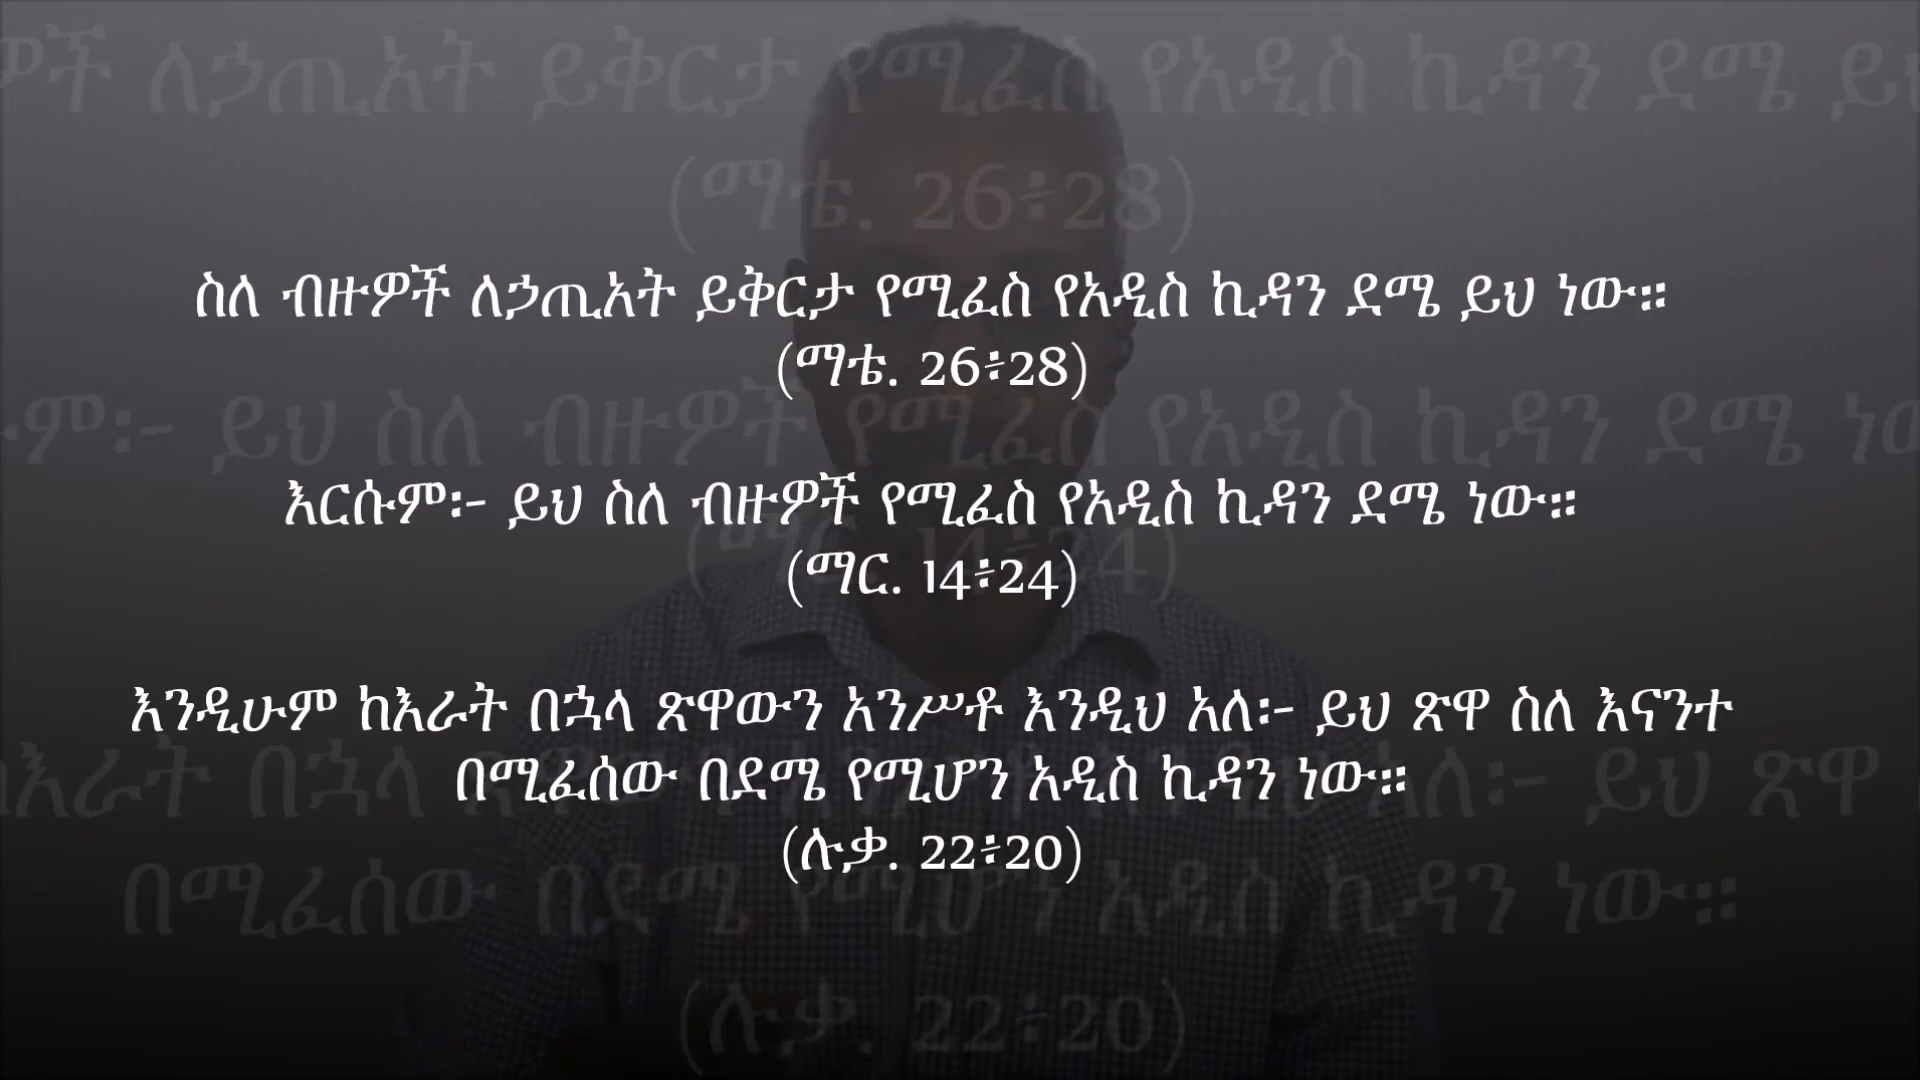 ስለ ብዙዎች ለኃጢአት ይቅርታ የሚፈስ የአዲስ ኪዳን ደሜ ይህ ነው።
(ማቴ. 26፥28)
እርሱም፡- ይህ ስለ ብዙዎች የሚፈስ የአዲስ ኪዳን ደሜ ነው።
(ማር. 14፥24)
እንዲሁም ከእራት በኋላ ጽዋውን አንሥቶ እንዲህ አለ፡- ይህ ጽዋ ስለ እናንተ
በሚፈሰው በደሜ የሚሆን አዲስ ኪዳን ነው።
(ሉቃ. 22፥20)